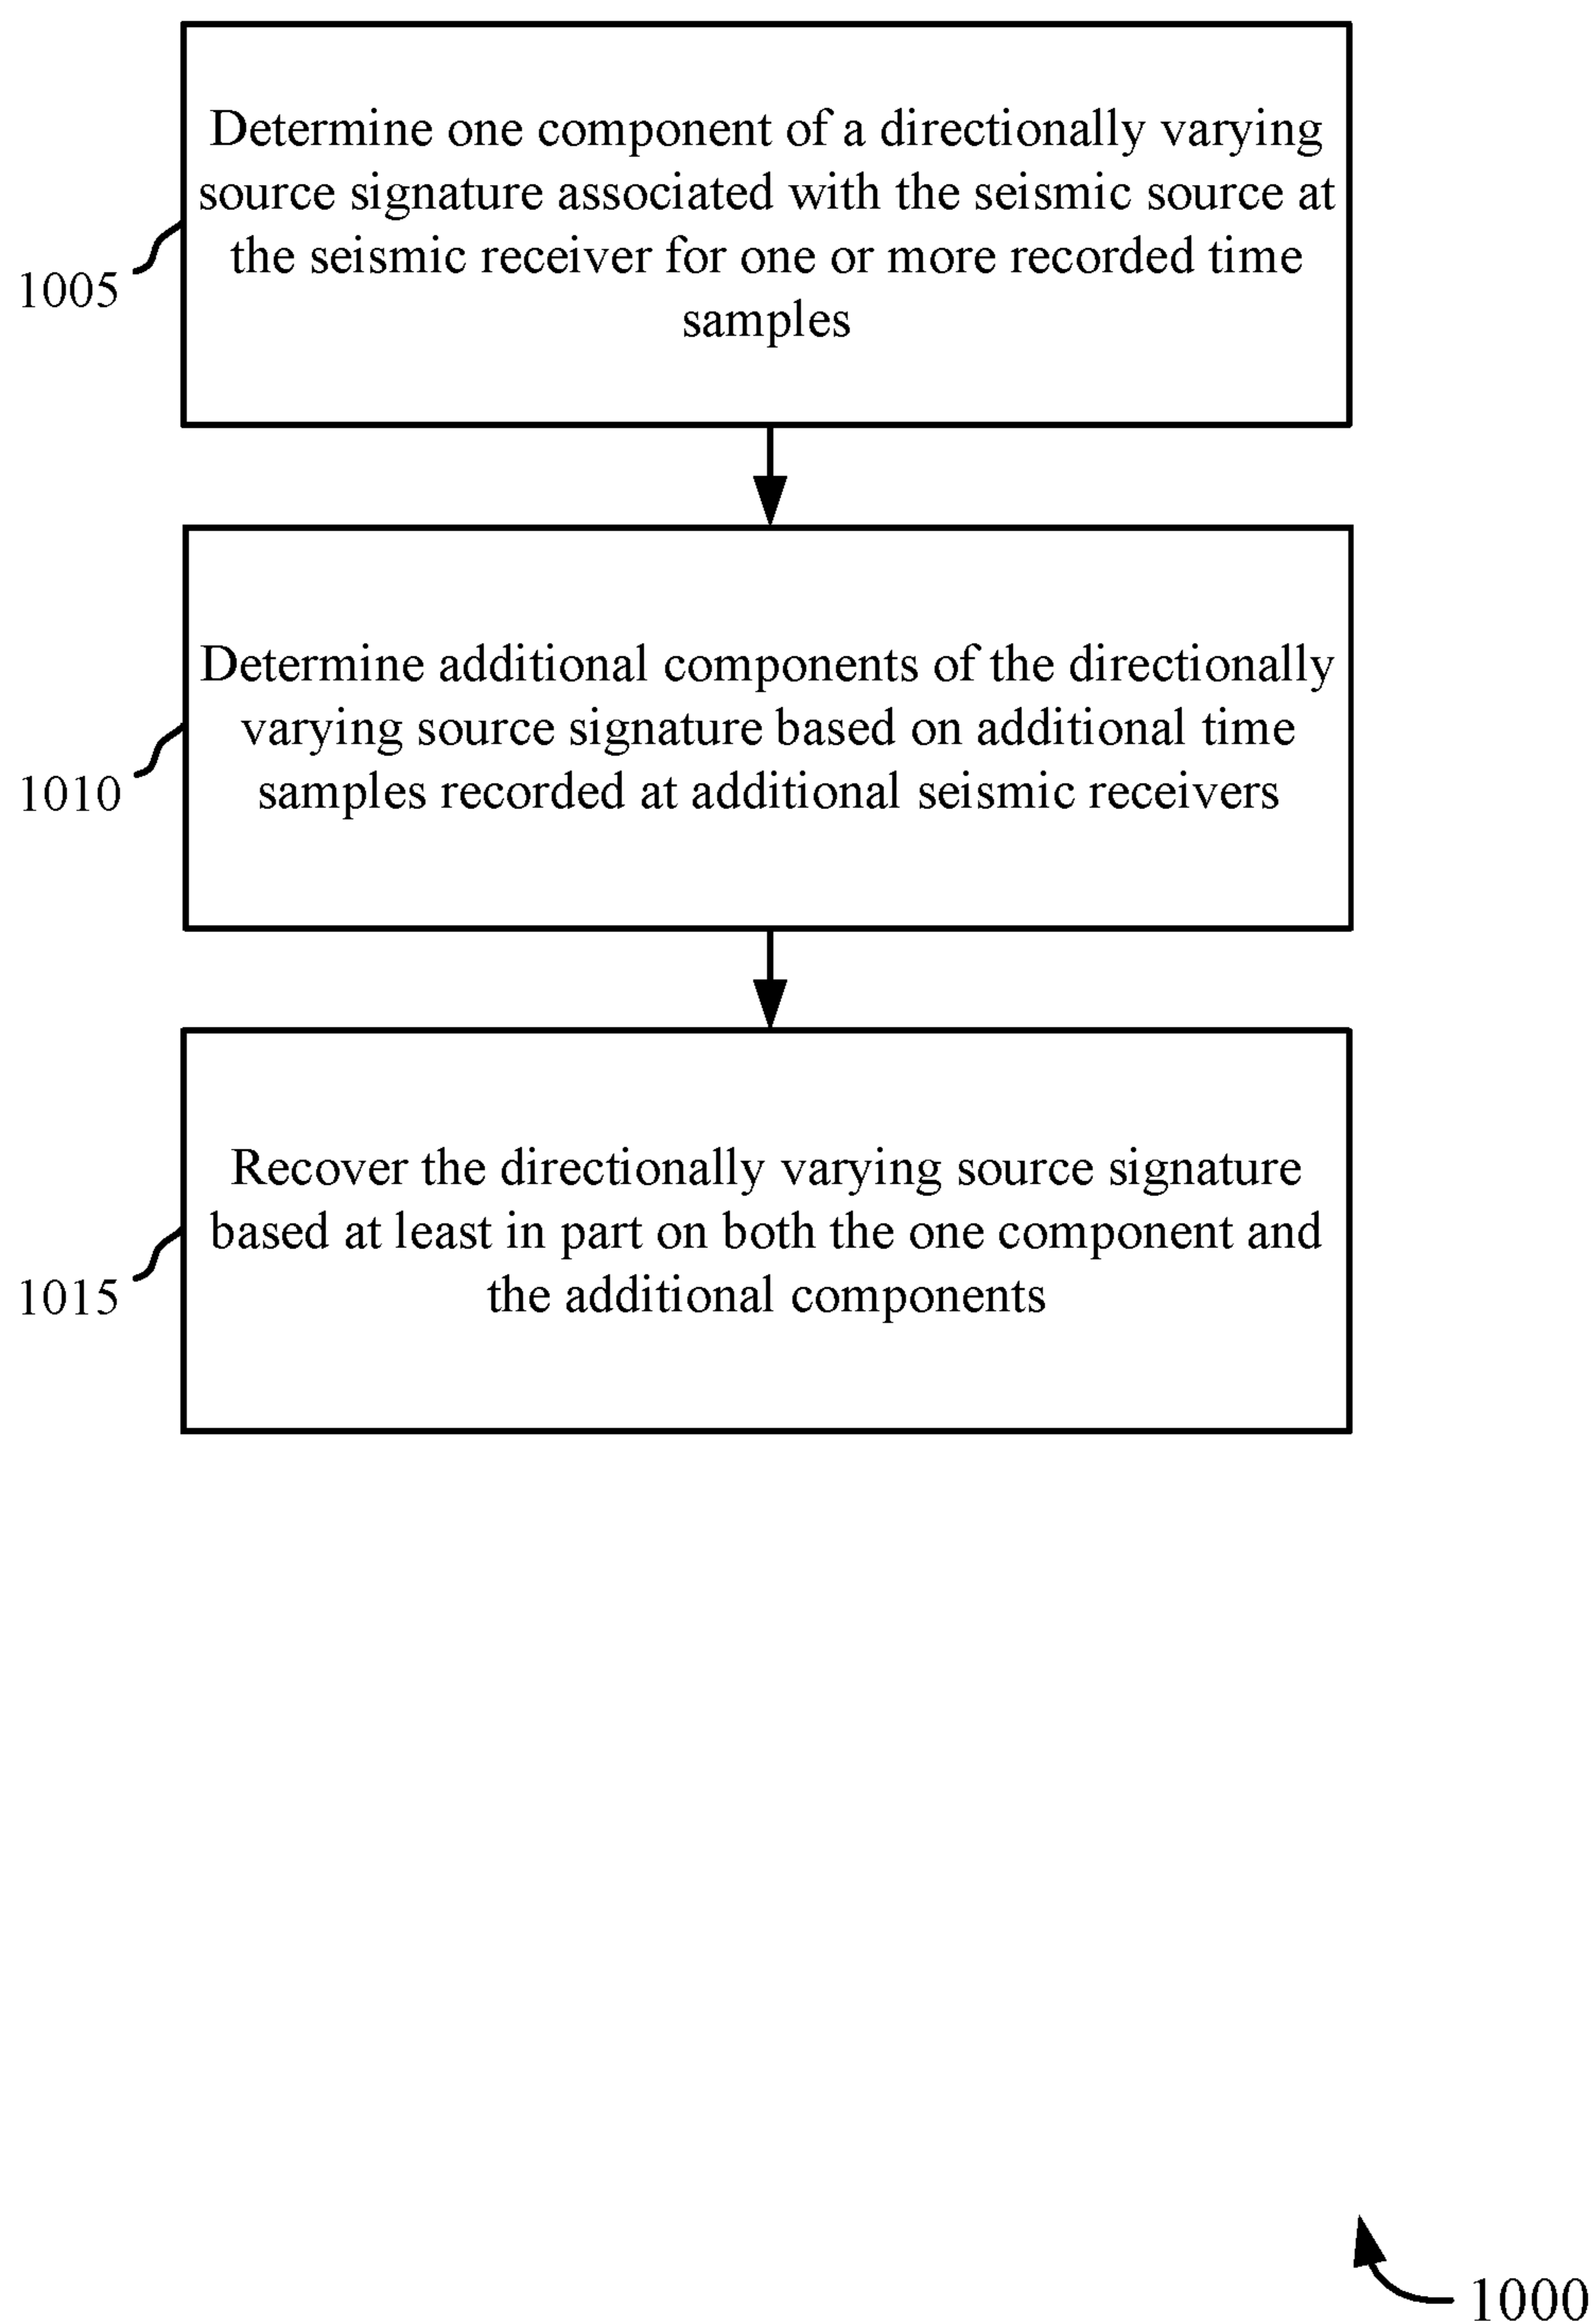 Determine one component of a directionally varying
source signature associated with the seismic source at
the seismic receiver for one or more recorded time
samples
1005
Determine additional components of the directionally
varying source signature based on additional time
samples recorded at additional seismic receivers
1010
Recover the directionally varying source signature
based at least in part on both the one component and
the additional components
1015
1000